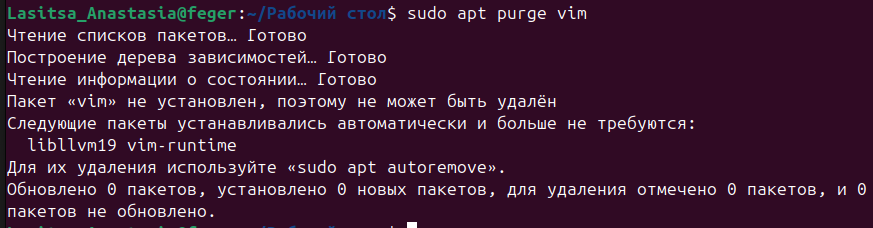 Lasitsa_Anastasia@feger:~/Рабочий стол$ sudo apt purge vim
Чтение списков пакетов… Готово
Построение дерева зависимостей… Готово
Чтение информации о состоянии… Готово
Пакет «vim» не установлен, поэтому не может быть удалён
Следующие пакеты устанавливались автоматически и больше не требуются:
  libllvm19 vim-runtime
Для их удаления используйте «sudo apt autoremove».
Обновлено 0 пакетов, установлено 0 новых пакетов, для удаления отмечено 0 пакетов, и 0
пакетов не обновлено.